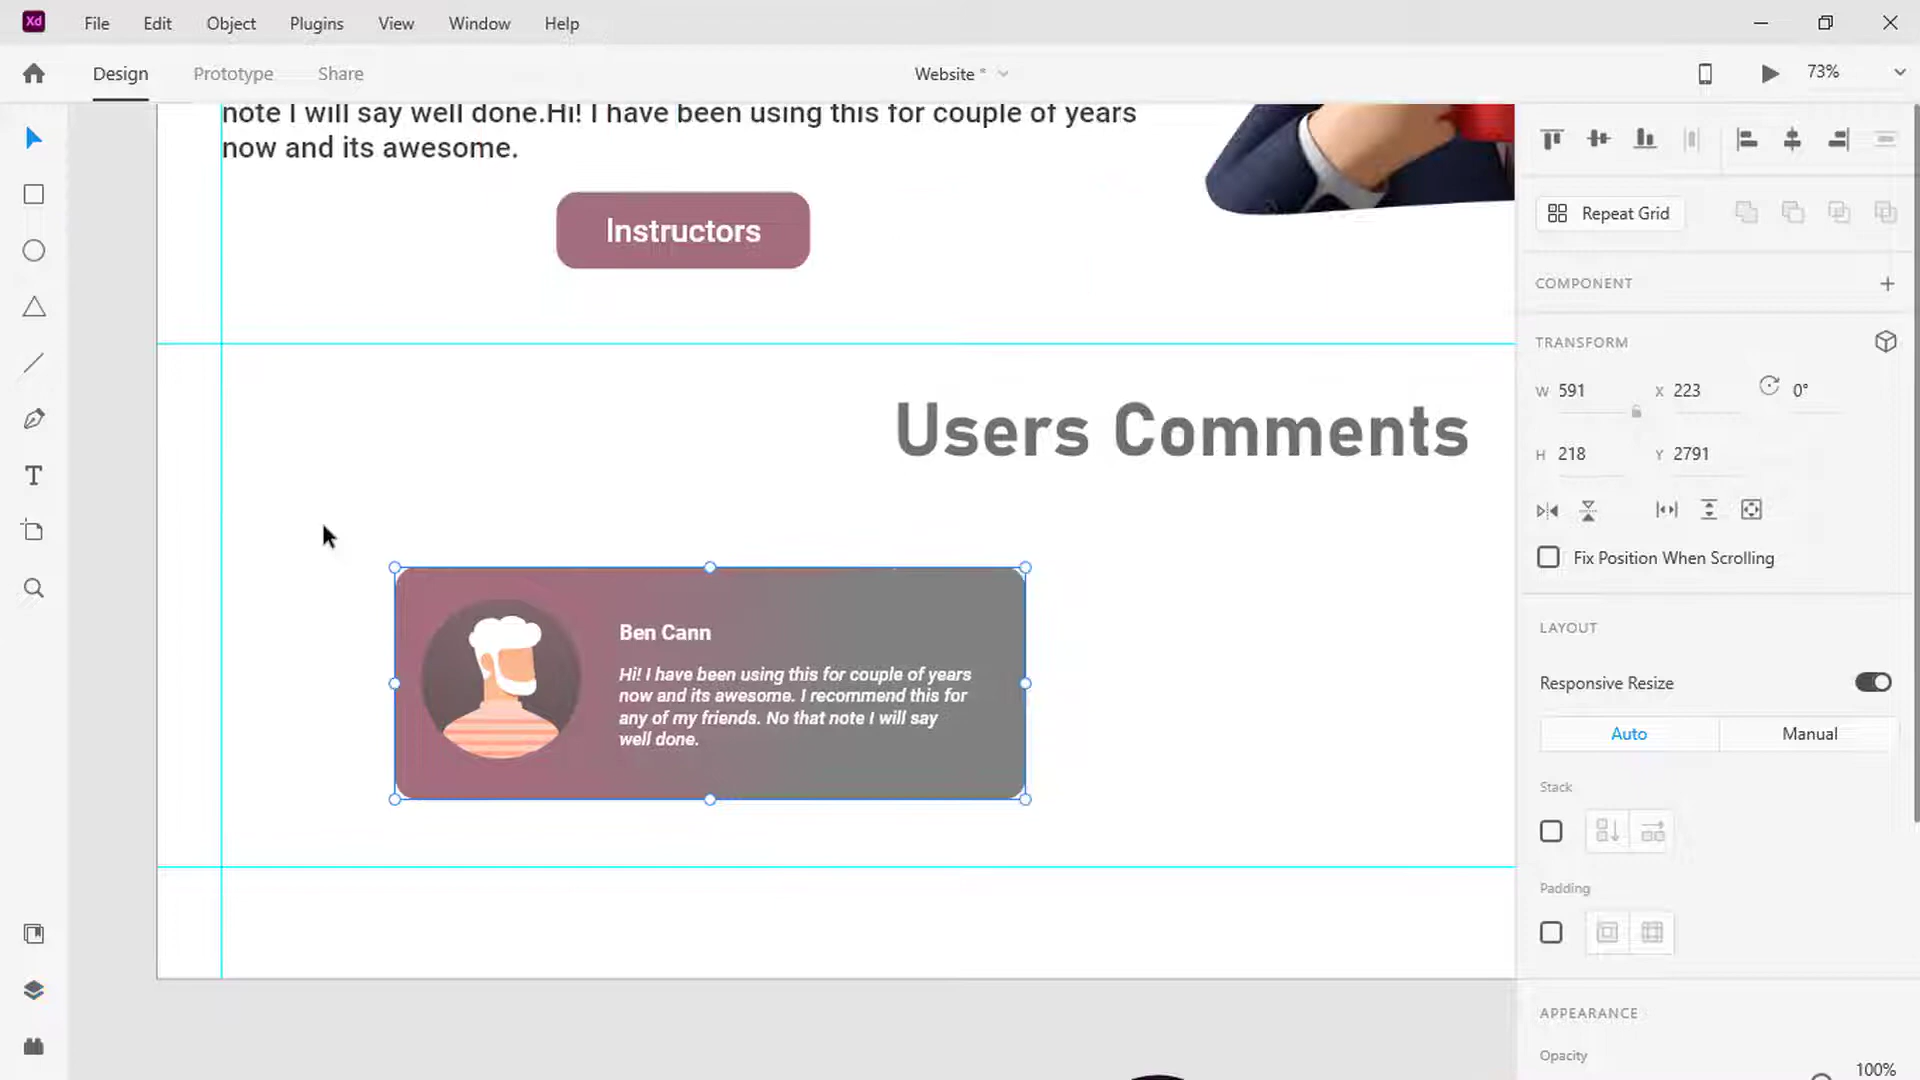 Xd File Edit Object Plugins View Window Help
Design Prototype Share Website * 73%
note I will say well done.Hi! I have been using this for couple of years
now and its awesome.
Instructors
Users Comments
Ben Cann
Hi! I have been using this for couple of years
now and its awesome. I recommend this for
any of my friends. No that note I will say
well done.
Repeat Grid
COMPONENT
TRANSFORM
W 591 X 223 0°
H 218 Y 2791
Fix Position When Scrolling
LAYOUT
Responsive Resize
Auto Manual
Stack
Padding
APPEARANCE
Opacity
100%